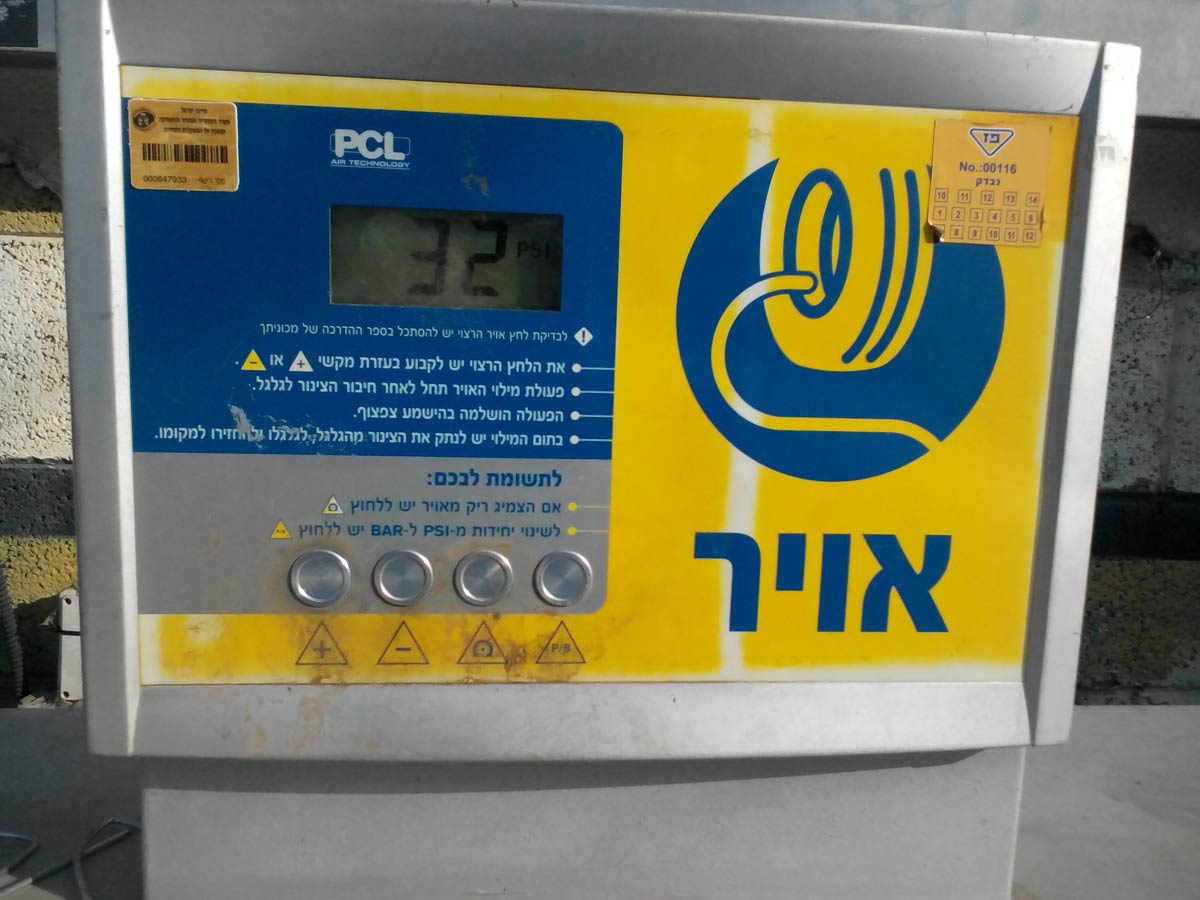 מדינת ישראל
000647933
PCL
AIR TECHNOLOGY
32 PSI
לבדיקת לחץ אויר הרצוי יש להסתכל בספר ההדרכה של מכוניתך
את הלחץ הרצוי יש לקבוע בעזרת מקשי + או -.
פעולת מילוי האויר תחל לאחר חיבור הצינור לגלגל.
הפעולה הושלמה בהישמע צפצוף.
בתום המילוי יש לנתק את הצינור מהגלגל, לגלגלו ולהחזירו למקומו.
לתשומת לבכם:
אם הצמיג ריק מאויר יש ללחוץ
לשינוי יחידות מ-PSI ל-BAR יש ללחוץ
+ - P/B
פז
No.:00116
נבדק
10 11 12 13 14
1 2 3 4 5 6
8 9 10 11 12
אויר